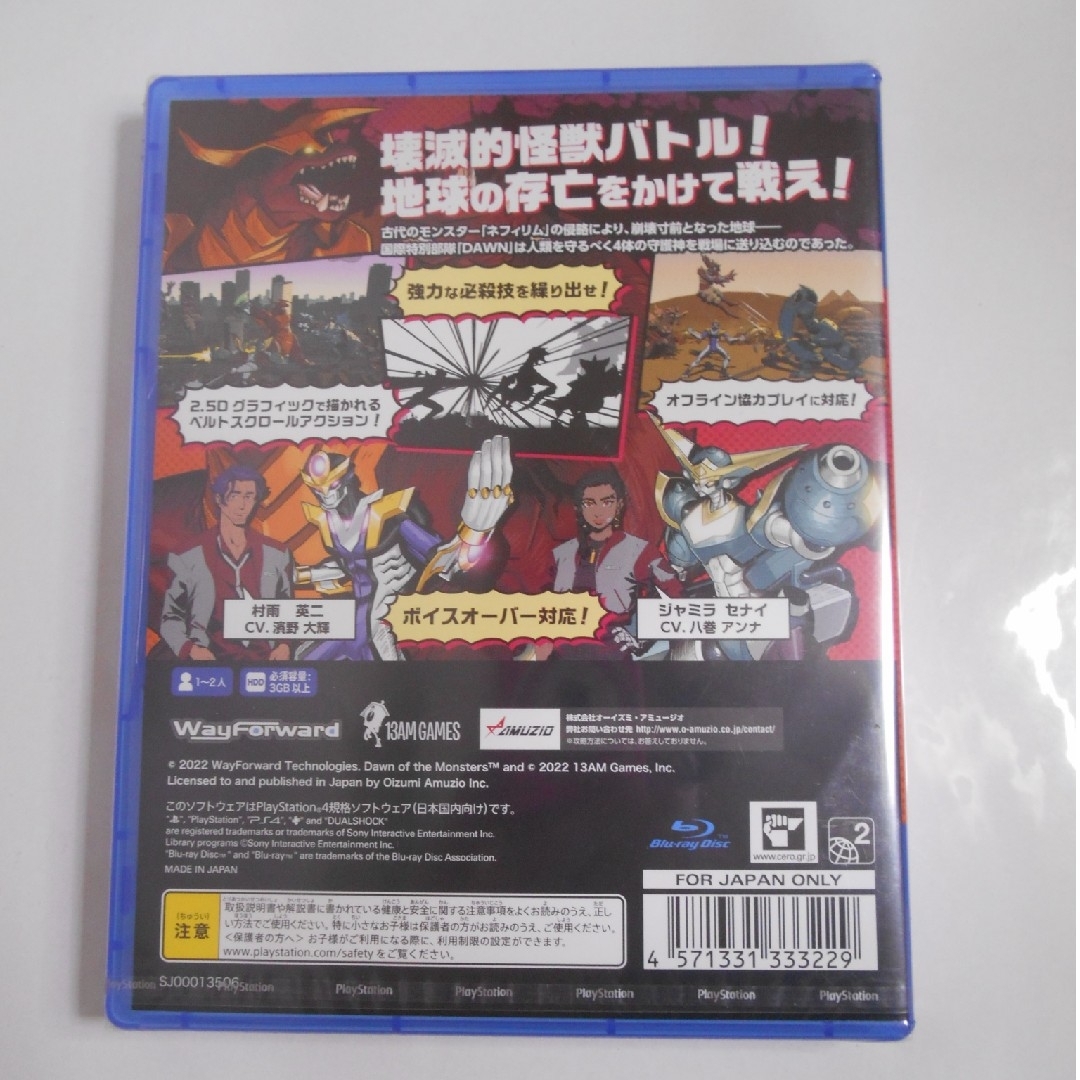 壊滅的怪獣バトル!
地球の存亡をかけて戦え!
古代のモンスター「ネフィリム」の侵略により、崩壊寸前となった地球──
国際特別部隊「DAWN」は人類を守るべく4体の守護神を戦場に送り込むのであった。
強力な必殺技を繰り出せ!
2.5D グラフィックで描かれる
ベルトスクロールアクション!
オフライン協力プレイに対応!
村雨 英二
CV. 濱野 大輝
ボイスオーバー対応!
ジャミラ セナイ
CV. 八巻 アンナ
1~2人
HDD
必須容量:
3GB以上
WayForward
13AM GAMES
AMUZIO
株式会社オーイズミ・アミュージオ
弊社お問い合わせ先 http://www.o-amuzio.co.jp/contact/
※攻略方法については、お答えしておりません。
© 2022 WayForward Technologies. Dawn of the Monsters™ and © 2022 13AM Games, Inc.
Licensed to and published in Japan by Oizumi Amuzio Inc.
このソフトウェアはPlayStation®4規格ソフトウェア(日本国内向け)です。
"PlayStation", "PS4", and "DUALSHOCK"
are registered trademarks or trademarks of Sony Interactive Entertainment Inc.
Library programs ©Sony Interactive Entertainment Inc.
"Blu-ray Disc™" and "Blu-ray™" are trademarks of the Blu-ray Disc Association.
MADE IN JAPAN
Blu-ray Disc™
www.cero.gr.jp
2
FOR JAPAN ONLY
注意
取扱説明書や解説書に書かれている健康と安全に関する注意事項をよくお読みのうえ、正し
い方法でご使用ください。特に小さなお子様は保護者の方がお読みのうえ、ご使用ください。
<保護者の方へ> お子様がご利用になる際に、利用制限の設定ができます。
www.playstation.com/safety をご覧ください。
4 571331 333229
SJ00013506
PlayStation PlayStation PlayStation PlayStation PlayStation PlayStation